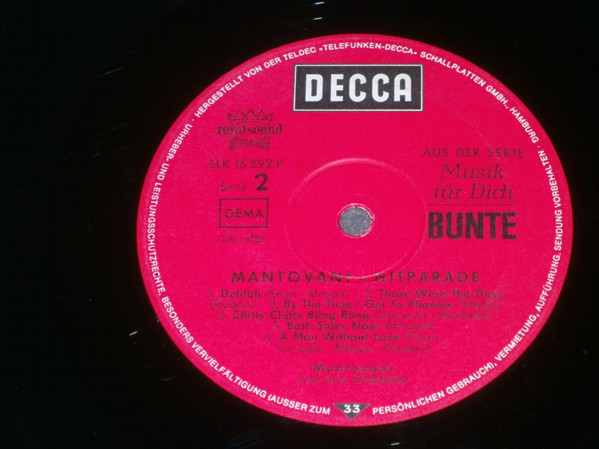 URHEBER- UND LEISTUNGSSCHUTZRECHTE, BESONDERS VERVIELFÄLTIGUNG (AUSSER ZUM PERSÖNLICHEN GEBRAUCH), VERMIETUNG, AUFFÜHRUNG, SENDUNG VORBEHALTEN
HERGESTELLT VON DER TELDEC »TELEFUNKEN-DECCA« SCHALLPLATTEN GMBH., HAMBURG
DECCA
royal sound
SLK 16 592-P
Seite 2
GEMA
AUS DER SERIE
Musik
für Dich
BUNTE
MANTOVANI - HITPARADE
1. Delilah 2. Those Were The Days
3. By The Time I Get To Phoenix
4. Chitty Chitty Bang Bang
5. Both Sides Now
6. A Man Without Love
Mantovani
33